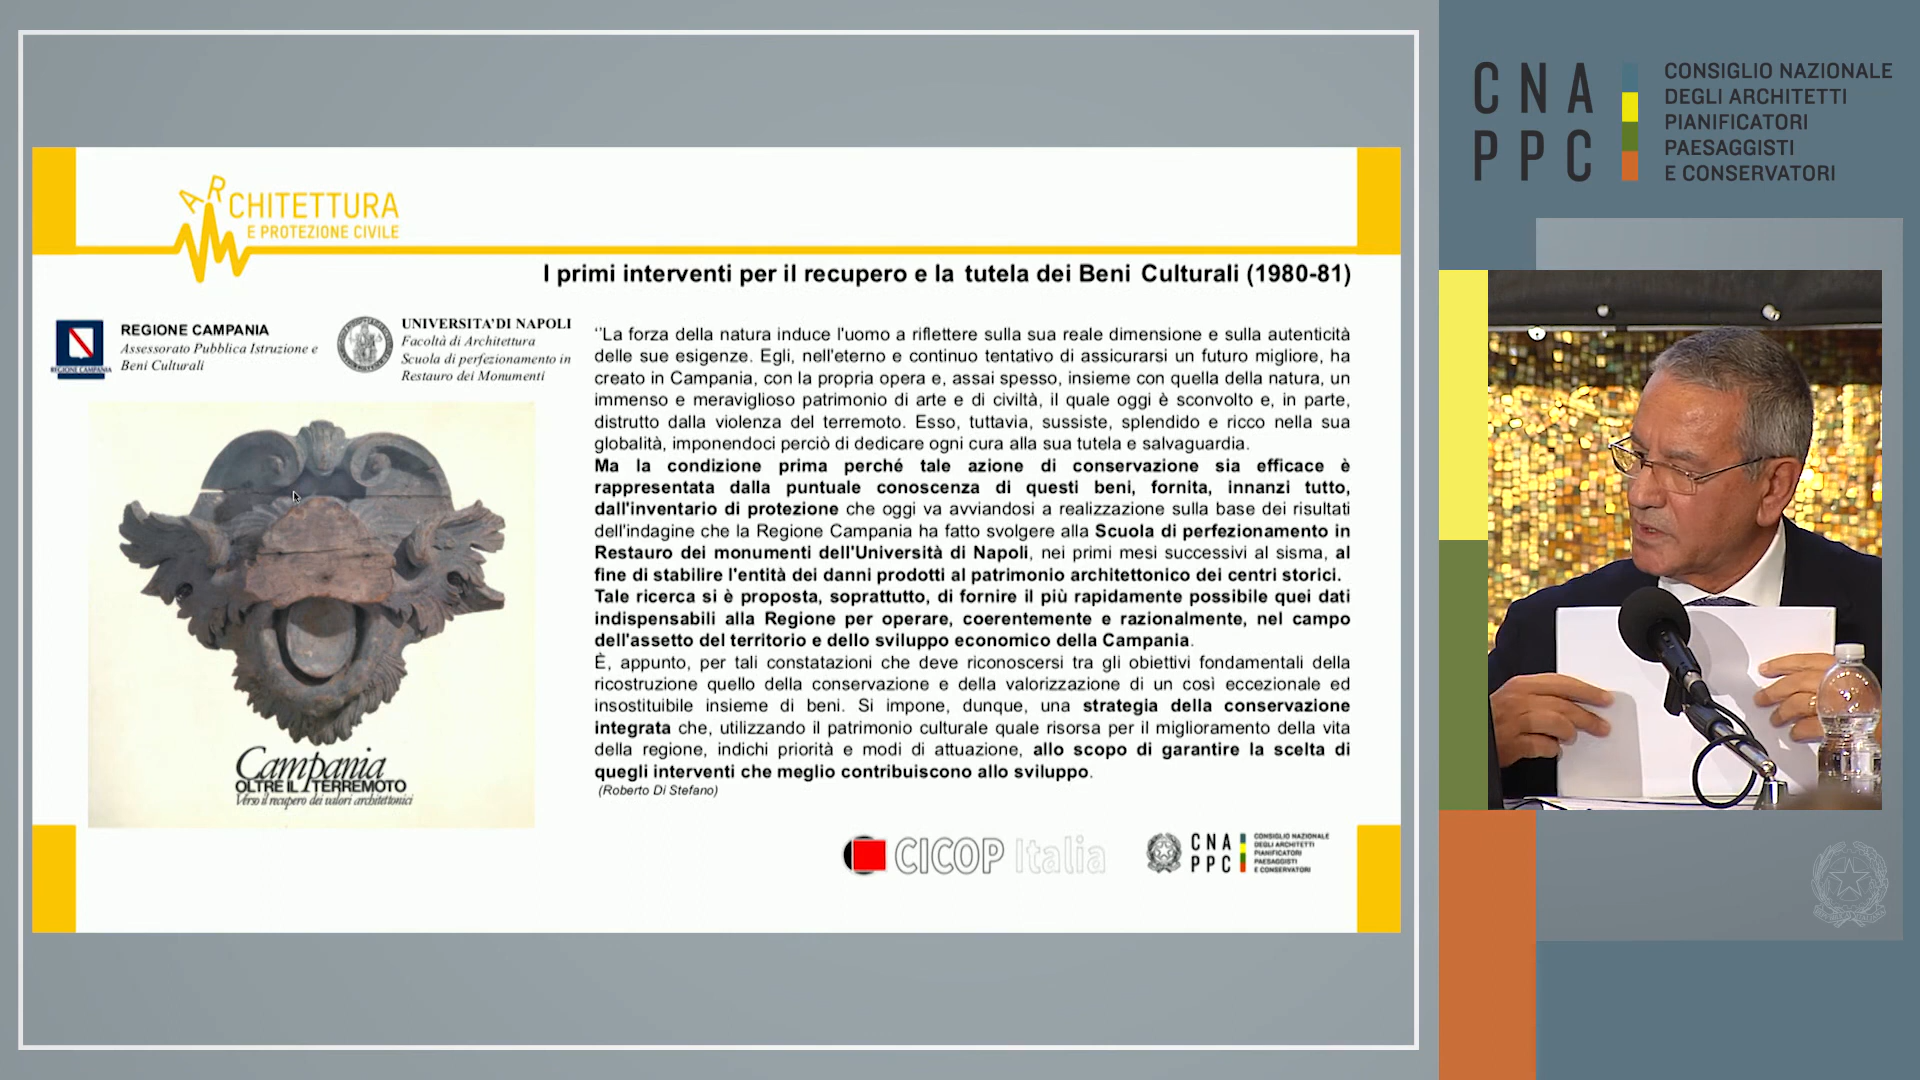 CNA
PPC
CONSIGLIO NAZIONALE
DEGLI ARCHITETTI
PIANIFICATORI
PAESAGGISTI
E CONSERVATORI
ARCHITETTURA
E PROTEZIONE CIVILE
I primi interventi per il recupero e la tutela dei Beni Culturali (1980-81)
REGIONE CAMPANIA
Assessorato Pubblica Istruzione e
Beni Culturali
REGIONE CAMPANIA
UNIVERSITA'DI NAPOLI
Facoltà di Architettura
Scuola di perfezionamento in
Restauro dei Monumenti
Campania
OLTRE IL TERREMOTO
Verso il recupero dei valori architettonici
‘'La forza della natura induce l'uomo a riflettere sulla sua reale dimensione e sulla autenticità
delle sue esigenze. Egli, nell'eterno e continuo tentativo di assicurarsi un futuro migliore, ha
creato in Campania, con la propria opera e, assai spesso, insieme con quella della natura, un
immenso e meraviglioso patrimonio di arte e di civiltà, il quale oggi è sconvolto e, in parte,
distrutto dalla violenza del terremoto. Esso, tuttavia, sussiste, splendido e ricco nella sua
globalità, imponendoci perciò di dedicare ogni cura alla sua tutela e salvaguardia.
Ma la condizione prima perché tale azione di conservazione sia efficace è
rappresentata dalla puntuale conoscenza di questi beni, fornita, innanzi tutto,
dall'inventario di protezione che oggi va avviandosi a realizzazione sulla base dei risultati
dell'indagine che la Regione Campania ha fatto svolgere alla Scuola di perfezionamento in
Restauro dei monumenti dell'Università di Napoli, nei primi mesi successivi al sisma, al
fine di stabilire l'entità dei danni prodotti al patrimonio architettonico dei centri storici.
Tale ricerca si è proposta, soprattutto, di fornire il più rapidamente possibile quei dati
indispensabili alla Regione per operare, coerentemente e razionalmente, nel campo
dell'assetto del territorio e dello sviluppo economico della Campania.
È, appunto, per tali constatazioni che deve riconoscersi tra gli obiettivi fondamentali della
ricostruzione quello della conservazione e della valorizzazione di un così eccezionale ed
insostituibile insieme di beni. Si impone, dunque, una strategia della conservazione
integrata che, utilizzando il patrimonio culturale quale risorsa per il miglioramento della vita
della regione, indichi priorità e modi di attuazione, allo scopo di garantire la scelta di
quegli interventi che meglio contribuiscono allo sviluppo.
(Roberto Di Stefano)
CICOP Italia
CNA
PPC
CONSIGLIO NAZIONALE
DEGLI ARCHITETTI
PIANIFICATORI
PAESAGGISTI
E CONSERVATORI